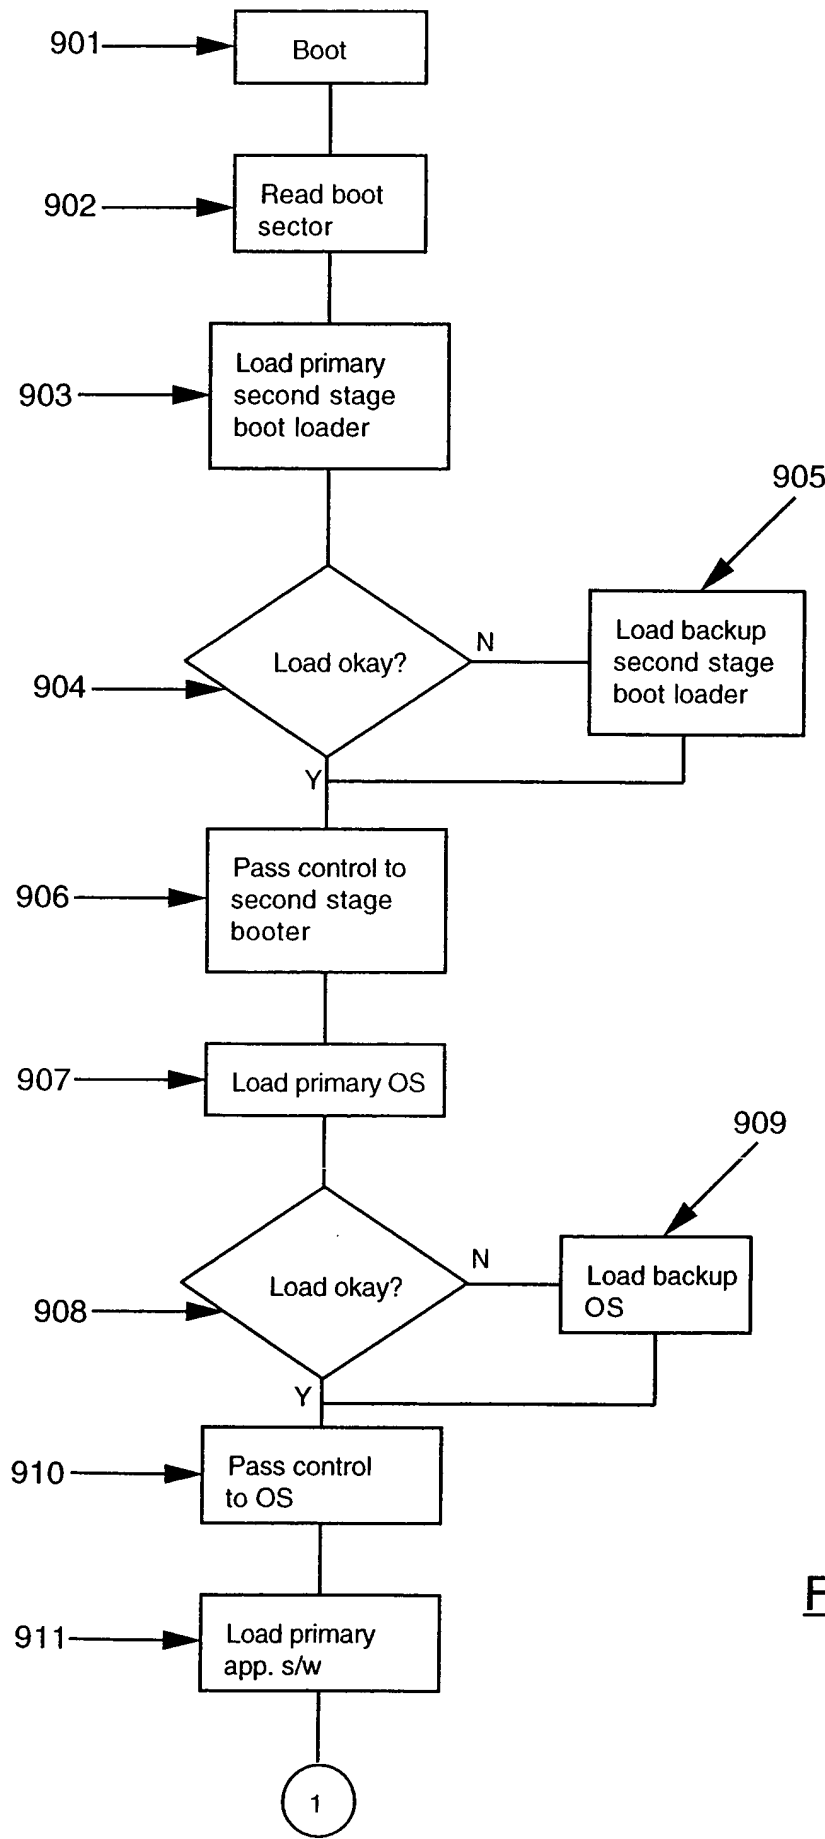 901
Boot
902
Read boot
sector
903
Load primary
second stage
boot loader
905
904
Load okay?
N
Load backup
second stage
boot loader
Y
906
Pass control to
second stage
booter
907
Load primary OS
909
908
Load okay?
N
Load backup
OS
Y
910
Pass control
to OS
911
Load primary
app. s/w
1